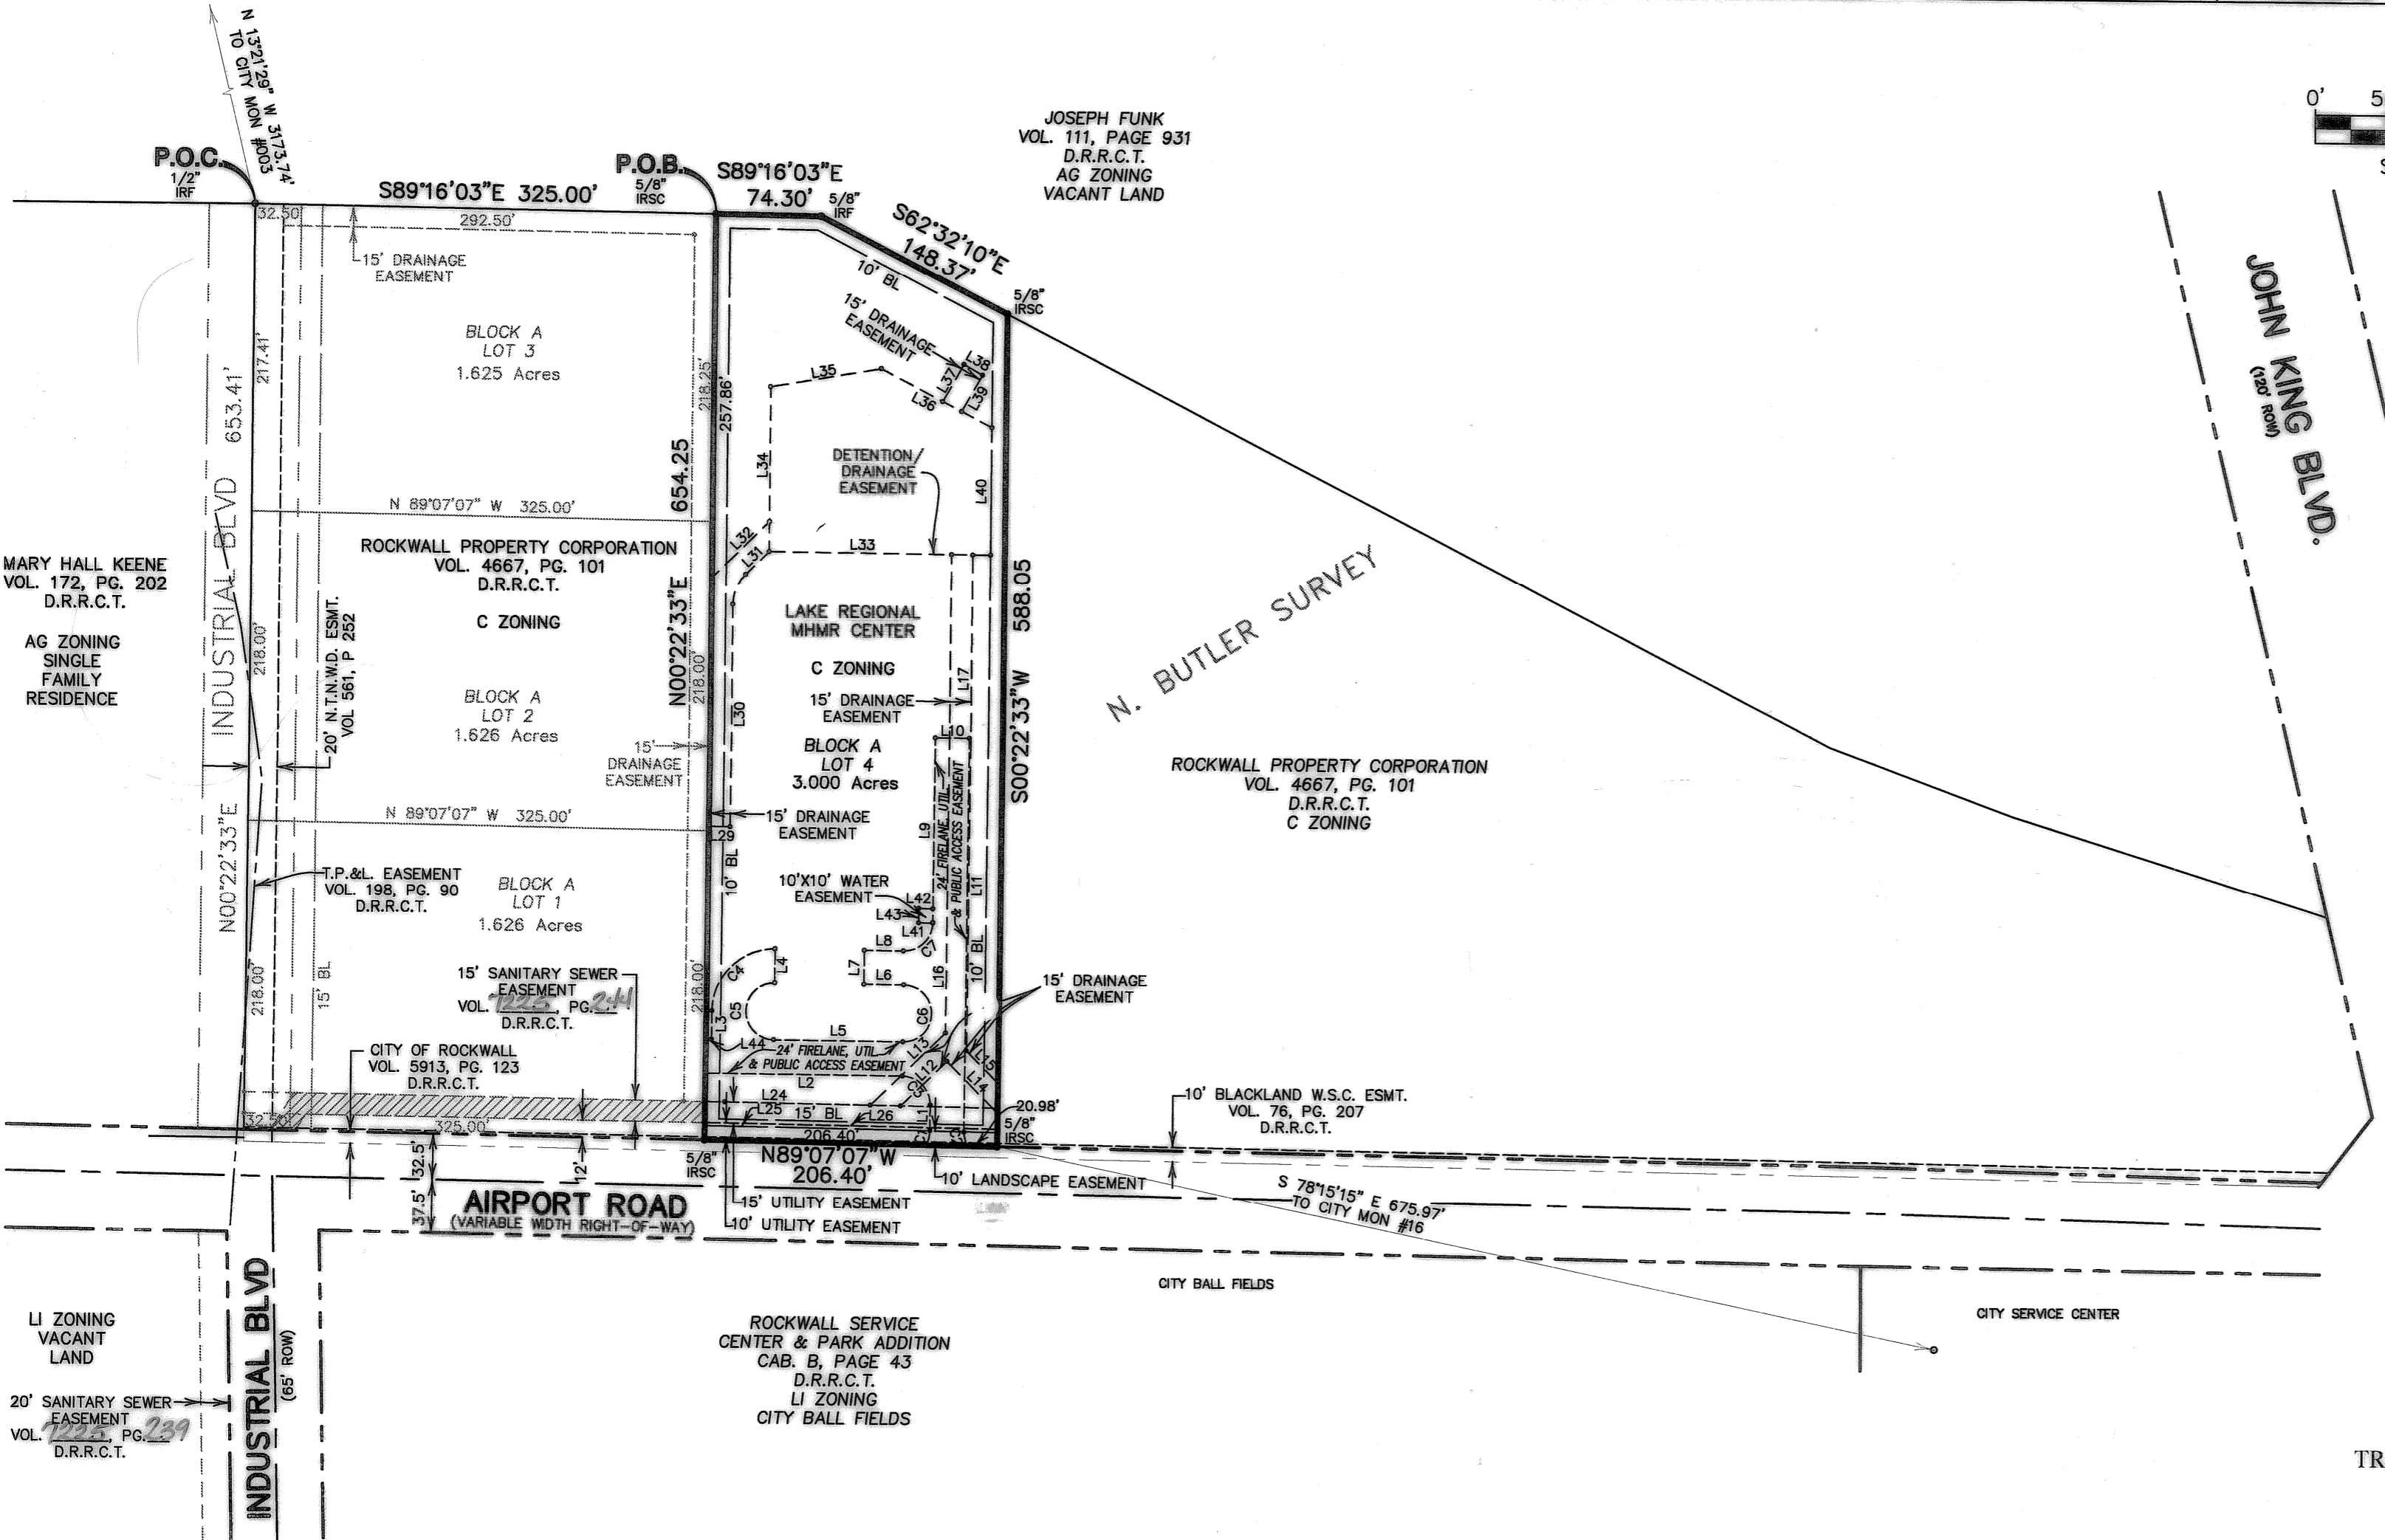 N 13°21'29" W 3173.74'
TO CITY MON #003
P.O.C.
1/2"
IRF
S89°16'03"E 325.00'
P.O.B.
5/8"
IRSC
S89°16'03"E
74.30'
5/8"
IRF
S62°32'10"E
148.37'
10' BL
5/8"
IRSC
JOSEPH FUNK
VOL. 111, PAGE 931
D.R.R.C.T.
AG ZONING
VACANT LAND
0'
JOHN KING BLVD.
(120' ROW)
32.50'
292.50'
15' DRAINAGE
EASEMENT
BLOCK A
LOT 3
1.625 Acres
217.41'
653.41'
INDUSTRIAL BLVD
N00°22'33"E
218.25'
257.86'
654.25
N00°22'33"E
15' DRAINAGE
EASEMENT
L35
L36
L37
L38
L39
L34
L40
DETENTION/
DRAINAGE
EASEMENT
L32
L31
L33
N 89°07'07" W 325.00'
MARY HALL KEENE
VOL. 172, PG. 202
D.R.R.C.T.
AG ZONING
SINGLE
FAMILY
RESIDENCE
ROCKWALL PROPERTY CORPORATION
VOL. 4667, PG. 101
D.R.R.C.T.
C ZONING
20' N.T.N.W.D. ESMT.
VOL 561, P 252
218.00'
218.00'
BLOCK A
LOT 2
1.626 Acres
15'
DRAINAGE
EASEMENT
LAKE REGIONAL
MHMR CENTER
C ZONING
L30
L17
15' DRAINAGE
EASEMENT
L10
BLOCK A
LOT 4
3.000 Acres
588.05
S00°22'33"W
N. BUTLER SURVEY
ROCKWALL PROPERTY CORPORATION
VOL. 4667, PG. 101
D.R.R.C.T.
C ZONING
N 89°07'07" W 325.00'
15' DRAINAGE
EASEMENT
L29
10' BL
L9
24' FIRELANE, UTIL.
& PUBLIC ACCESS EASEMENT
L11
T.P.&L. EASEMENT
VOL. 198, PG. 90
D.R.R.C.T.
BLOCK A
LOT 1
1.626 Acres
10'X10' WATER
EASEMENT
L42
L43
L41
C7
L8
L7
L6
L16
10' BL
C4
L4
C5
C6
L3
L5
L44
L13
L12
L15
L14
15' DRAINAGE
EASEMENT
218.00'
15' BL
218.00'
15' SANITARY SEWER
EASEMENT
VOL. 7225, PG. 244
D.R.R.C.T.
CITY OF ROCKWALL
VOL. 5913, PG. 123
D.R.R.C.T.
24' FIRELANE, UTIL.
& PUBLIC ACCESS EASEMENT
L2
L24
L25
15' BL
L26
L1
20.98'
5/8"
IRSC
10' BLACKLAND W.S.C. ESMT.
VOL. 76, PG. 207
D.R.R.C.T.
32.50'
325.00'
206.40'
5/8"
IRSC
N89°07'07"W
206.40'
32.5'
37.5'
12'
10' LANDSCAPE EASEMENT
AIRPORT ROAD
(VARIABLE WIDTH RIGHT-OF-WAY)
15' UTILITY EASEMENT
10' UTILITY EASEMENT
S 78°15'15" E 675.97'
TO CITY MON #16
CITY BALL FIELDS
CITY SERVICE CENTER
INDUSTRIAL BLVD
(65' ROW)
LI ZONING
VACANT
LAND
20' SANITARY SEWER
EASEMENT
VOL. 7225, PG. 239
D.R.R.C.T.
ROCKWALL SERVICE
CENTER & PARK ADDITION
CAB. B, PAGE 43
D.R.R.C.T.
LI ZONING
CITY BALL FIELDS
TR